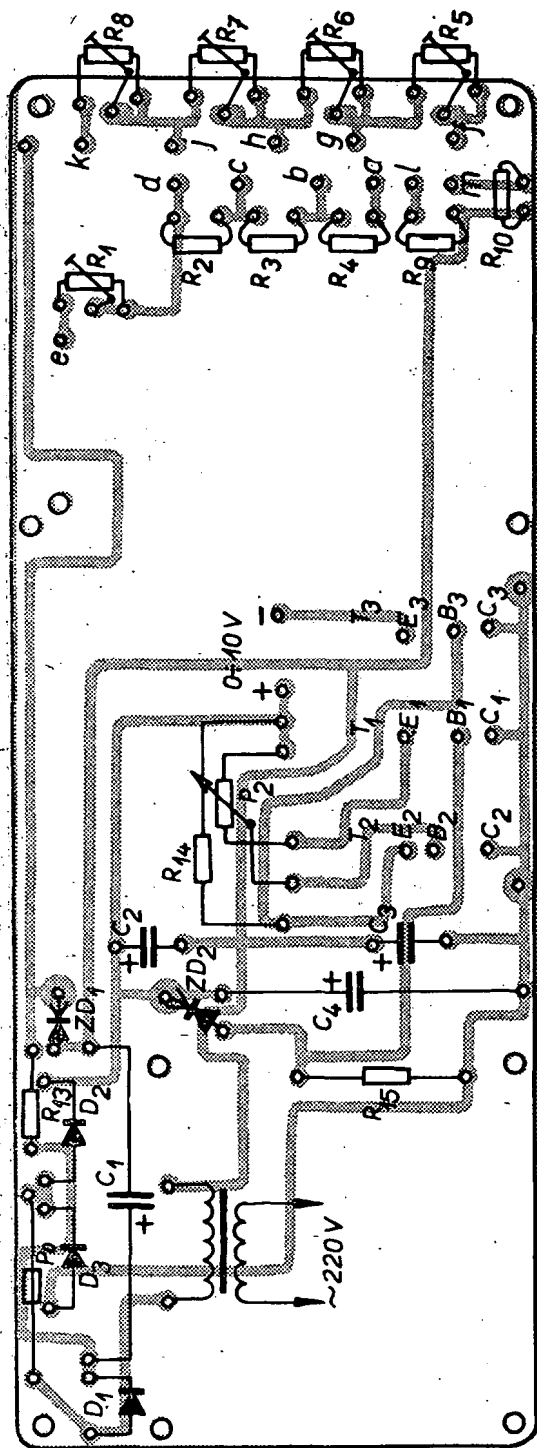 D1
D3
R13
D2
ZD1
C1
+
~220V
C2
+
ZD2
C4
+
C3
+
R15
R14
P2
0÷10V
+
−
T2
E2
B2
C2
T1
E1
B1
C1
T3
E3
B3
C3
e
R1
k
R8
d
j
R7
R2
c
h
R3
b
g
R6
R4
a
l
f
R5
R9
m
R10